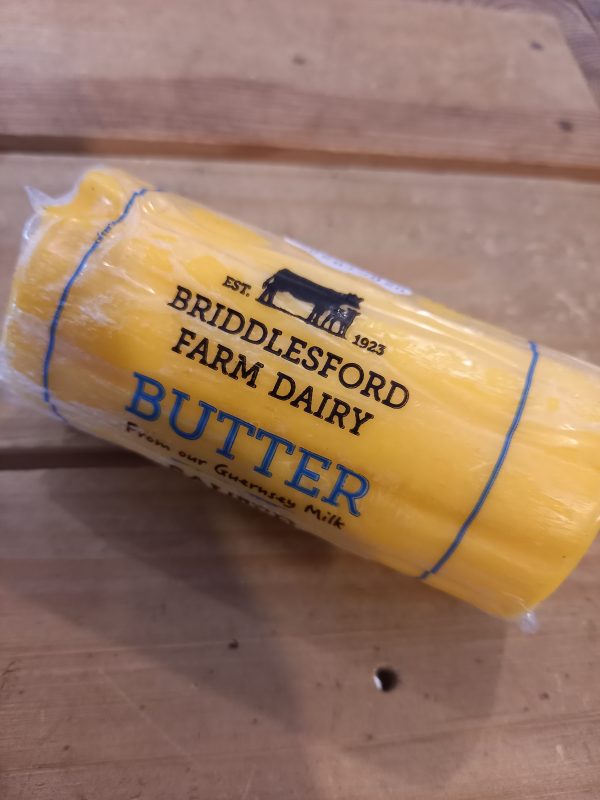 EST. 1923
BRIDDLESFORD
FARM DAIRY
BUTTER
From our Guernsey Milk